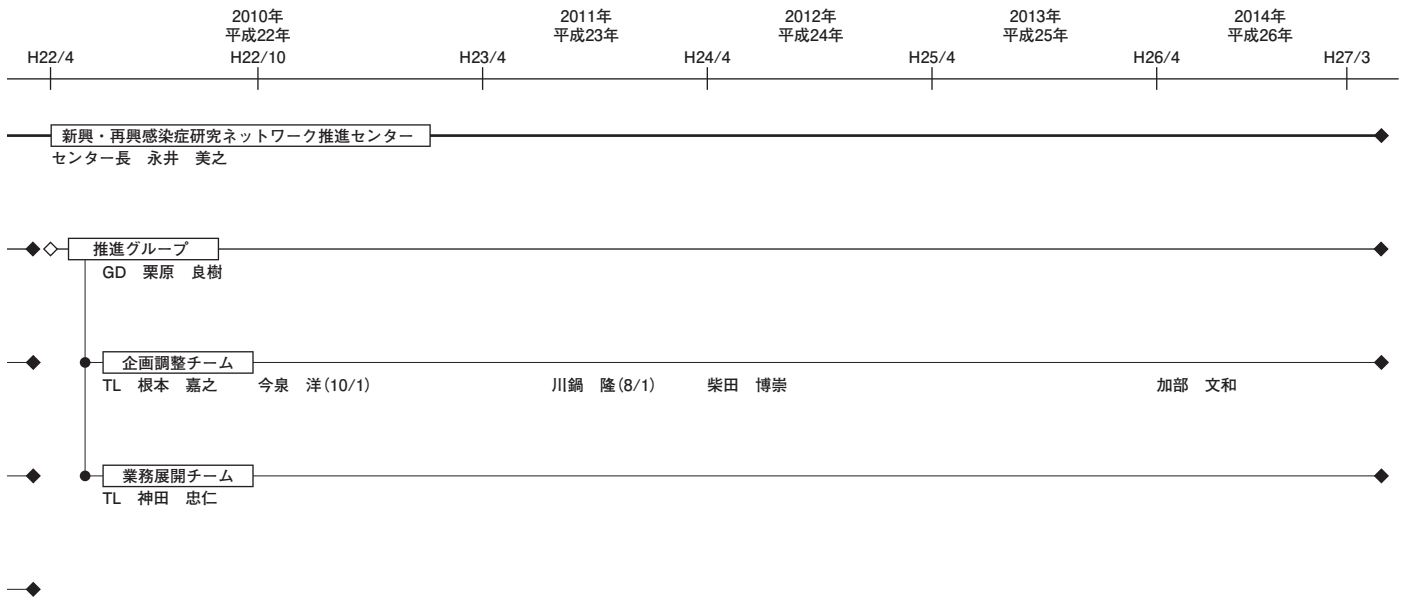 2010年 2011年 2012年 2013年 2014年
平成22年 平成23年 平成24年 平成25年 平成26年
H22/4 H22/10 H23/4 H24/4 H25/4 H26/4 H27/3
新興・再興感染症研究ネットワーク推進センター
センター長　永井　美之
推進グループ
GD　栗原　良樹
企画調整チーム
TL　根本　嘉之 今泉　洋(10/1) 川鍋　隆(8/1) 柴田　博崇 加部　文和
業務展開チーム
TL　神田　忠仁